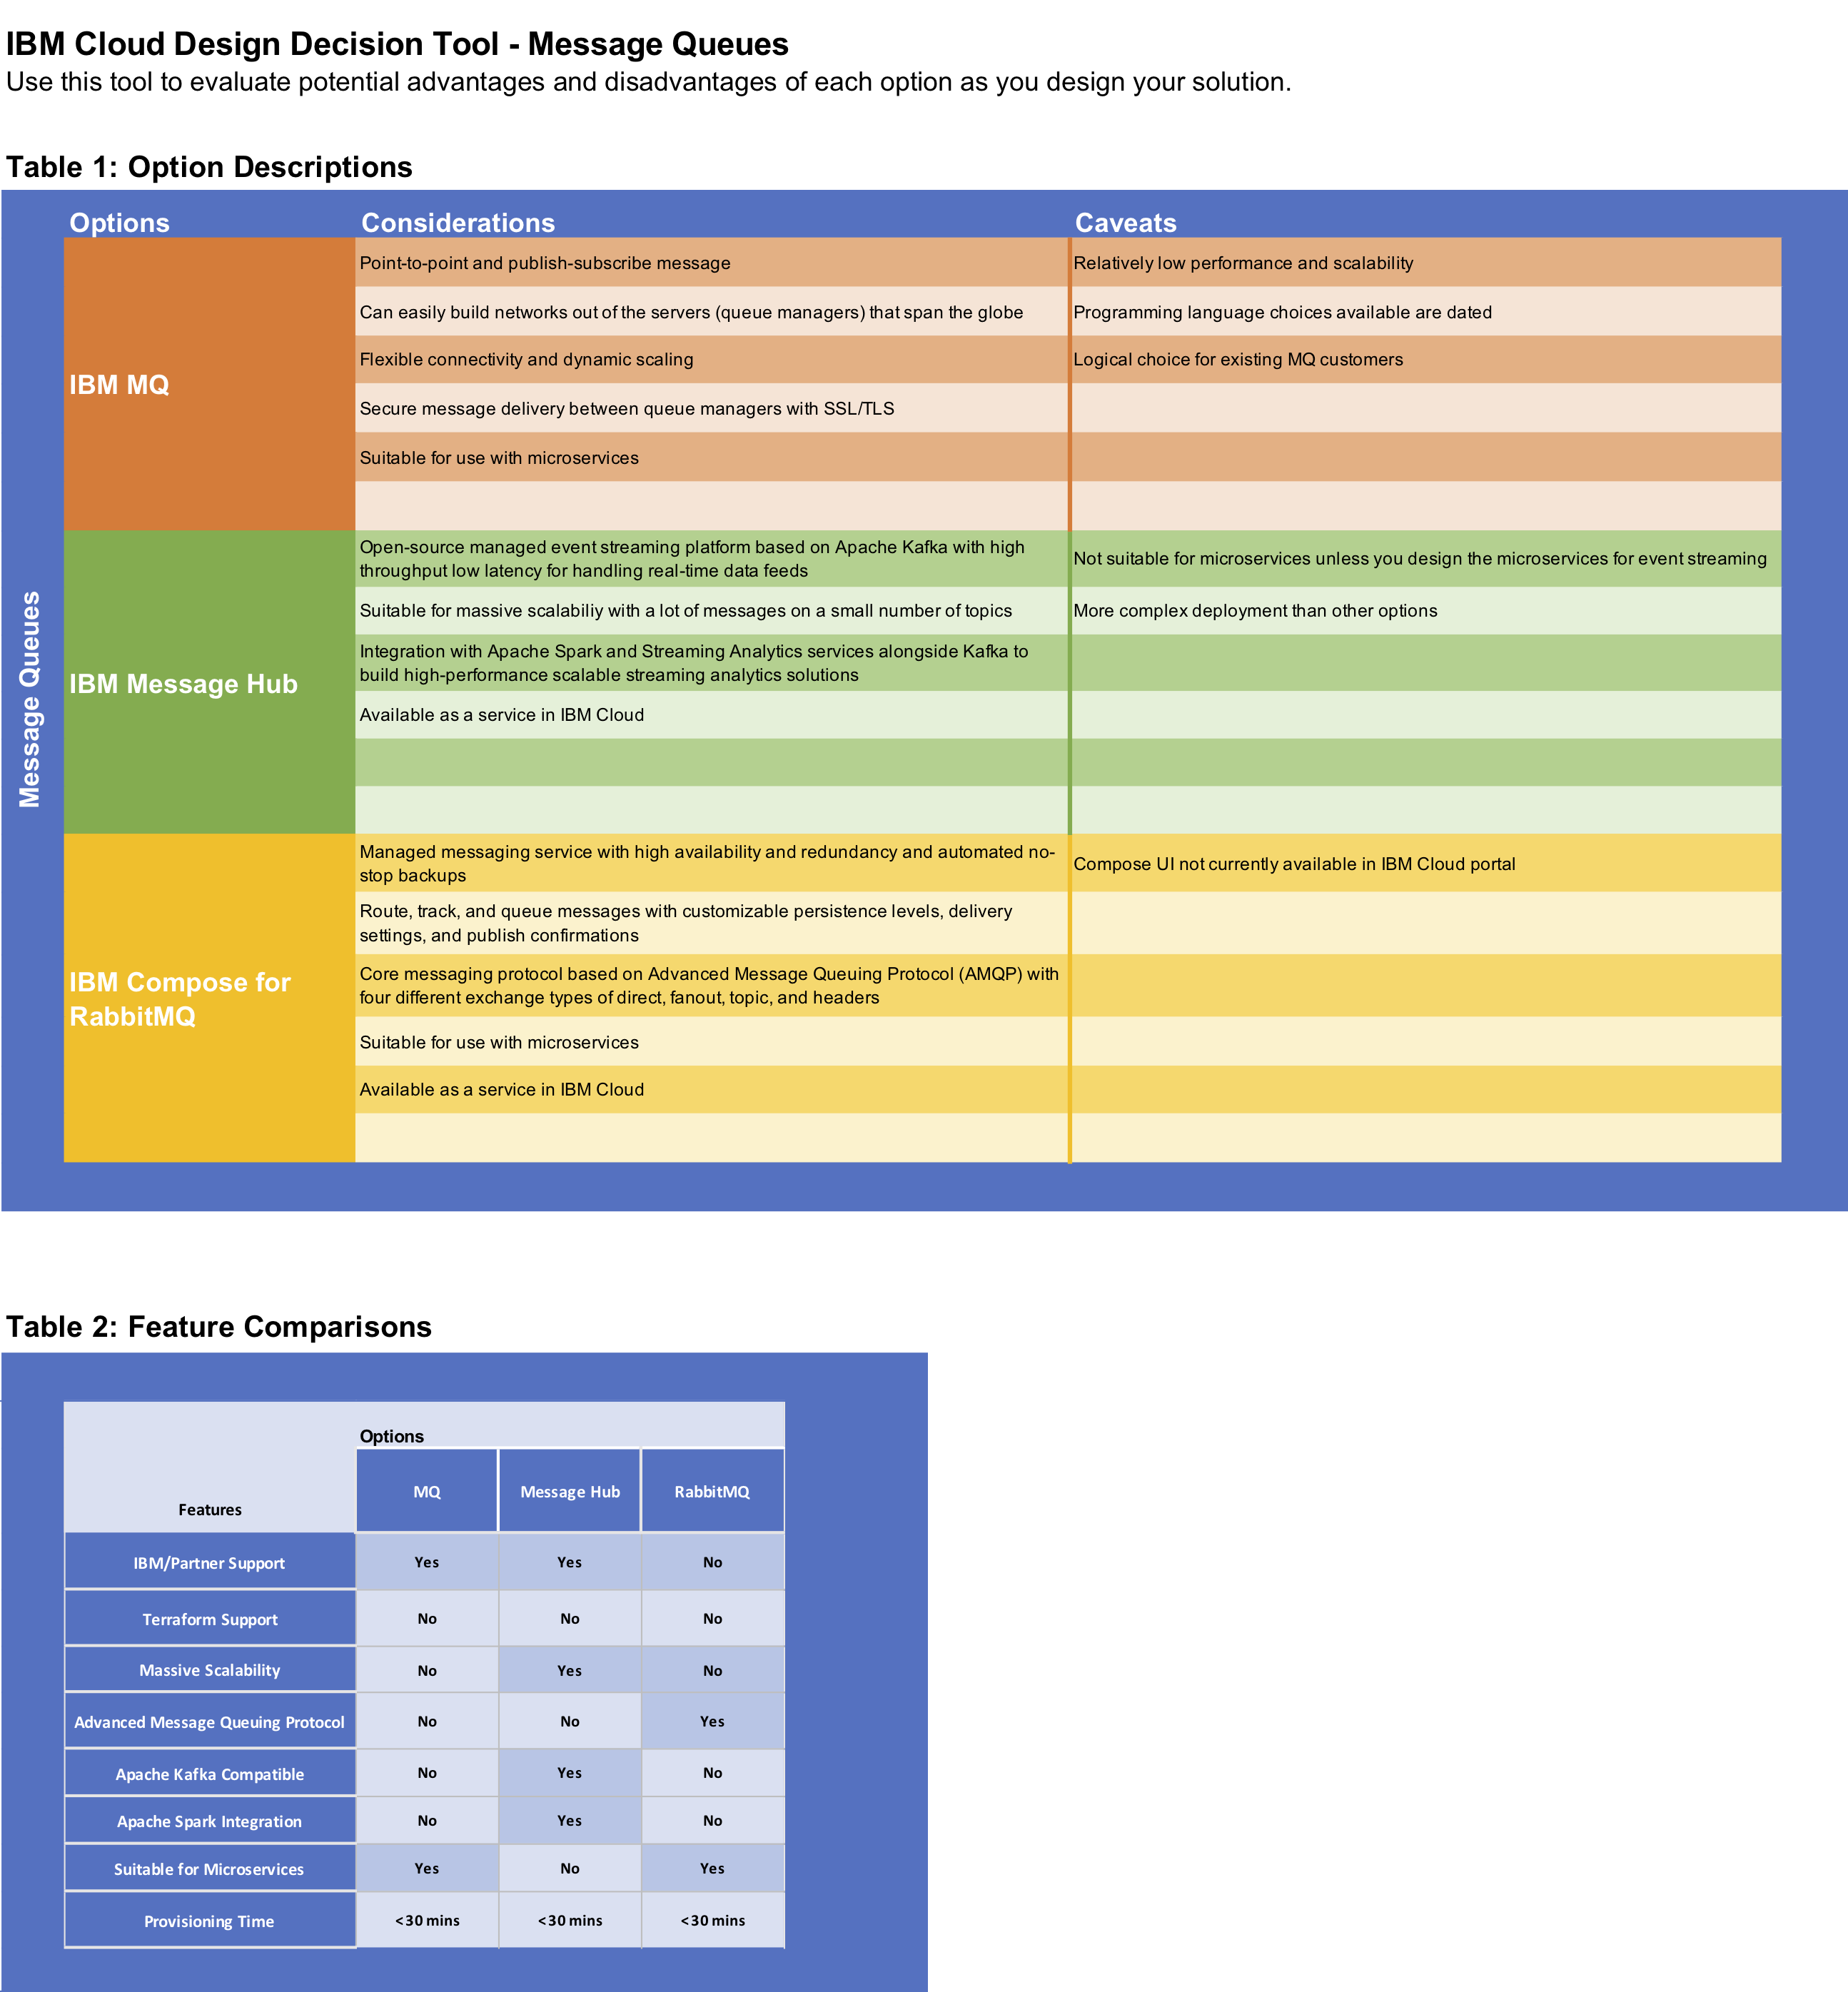 IBM Cloud Design Decision Tool - Message Queues
Use this tool to evaluate potential advantages and disadvantages of each option as you design your solution.
Table 1: Option Descriptions
Options Considerations Caveats
Message Queues
IBM MQ
Point-to-point and publish-subscribe message
Relatively low performance and scalability
Can easily build networks out of the servers (queue managers) that span the globe
Programming language choices available are dated
Flexible connectivity and dynamic scaling
Logical choice for existing MQ customers
Secure message delivery between queue managers with SSL/TLS
Suitable for use with microservices
IBM Message Hub
Open-source managed event streaming platform based on Apache Kafka with high
throughput low latency for handling real-time data feeds
Not suitable for microservices unless you design the microservices for event streaming
Suitable for massive scalabiliy with a lot of messages on a small number of topics
More complex deployment than other options
Integration with Apache Spark and Streaming Analytics services alongside Kafka to
build high-performance scalable streaming analytics solutions
Available as a service in IBM Cloud
IBM Compose for
RabbitMQ
Managed messaging service with high availability and redundancy and automated no-
stop backups
Compose UI not currently available in IBM Cloud portal
Route, track, and queue messages with customizable persistence levels, delivery
settings, and publish confirmations
Core messaging protocol based on Advanced Message Queuing Protocol (AMQP) with
four different exchange types of direct, fanout, topic, and headers
Suitable for use with microservices
Available as a service in IBM Cloud
Table 2: Feature Comparisons
Options
Features MQ Message Hub RabbitMQ
IBM/Partner Support Yes Yes No
Terraform Support No No No
Massive Scalability No Yes No
Advanced Message Queuing Protocol No No Yes
Apache Kafka Compatible No Yes No
Apache Spark Integration No Yes No
Suitable for Microservices Yes No Yes
Provisioning Time <30 mins <30 mins <30 mins